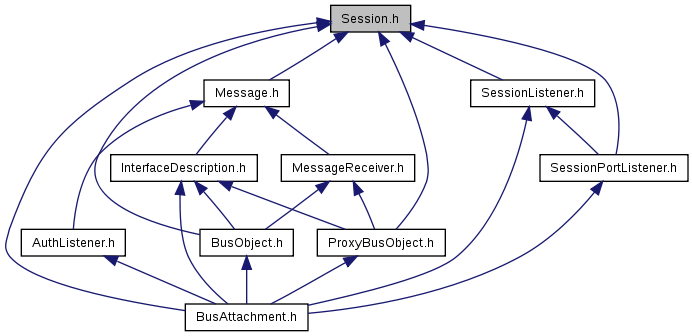 Session.h
Message.h
SessionListener.h
InterfaceDescription.h
MessageReceiver.h
SessionPortListener.h
AuthListener.h
BusObject.h
ProxyBusObject.h
BusAttachment.h